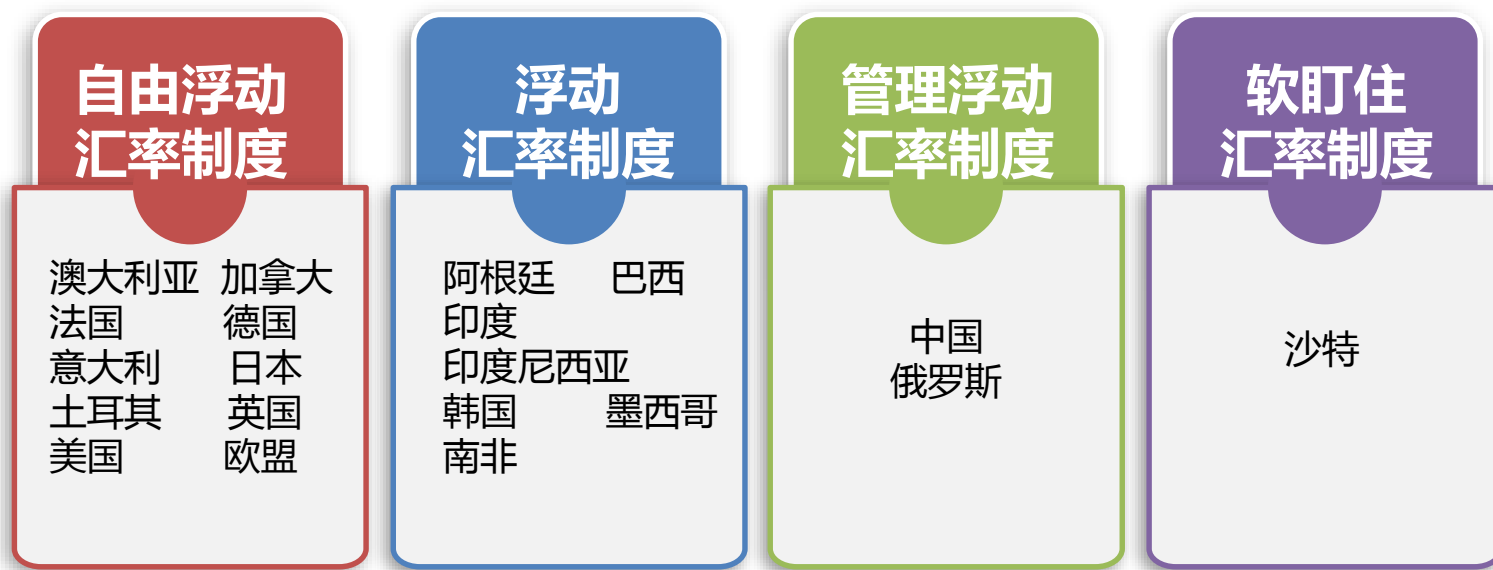 自由浮动
汇率制度
澳大利亚 加拿大
法国 德国
意大利 日本
土耳其 英国
美国 欧盟
浮动
汇率制度
阿根廷 巴西
印度
印度尼西亚
韩国 墨西哥
南非
管理浮动
汇率制度
中国
俄罗斯
软盯住
汇率制度
沙特